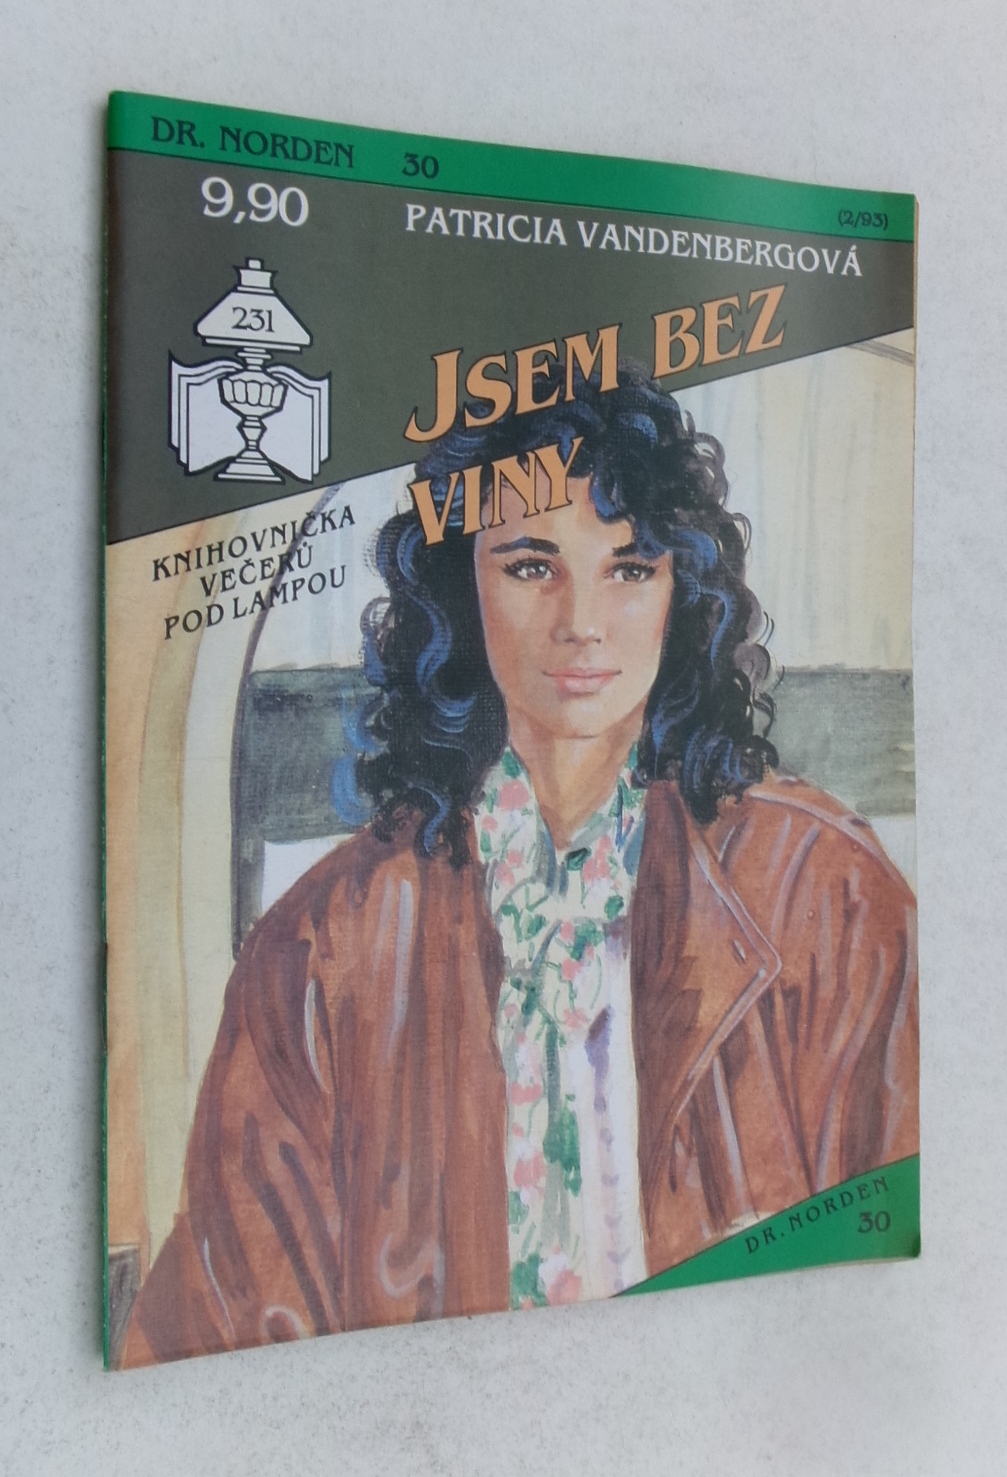 DR. NORDEN 30
(2/93)
9,90
PATRICIA VANDENBERGOVÁ
231
JSEM BEZ
VINY
KNIHOVNIČKA
VEČERŮ
POD LAMPOU
DR. NORDEN
30